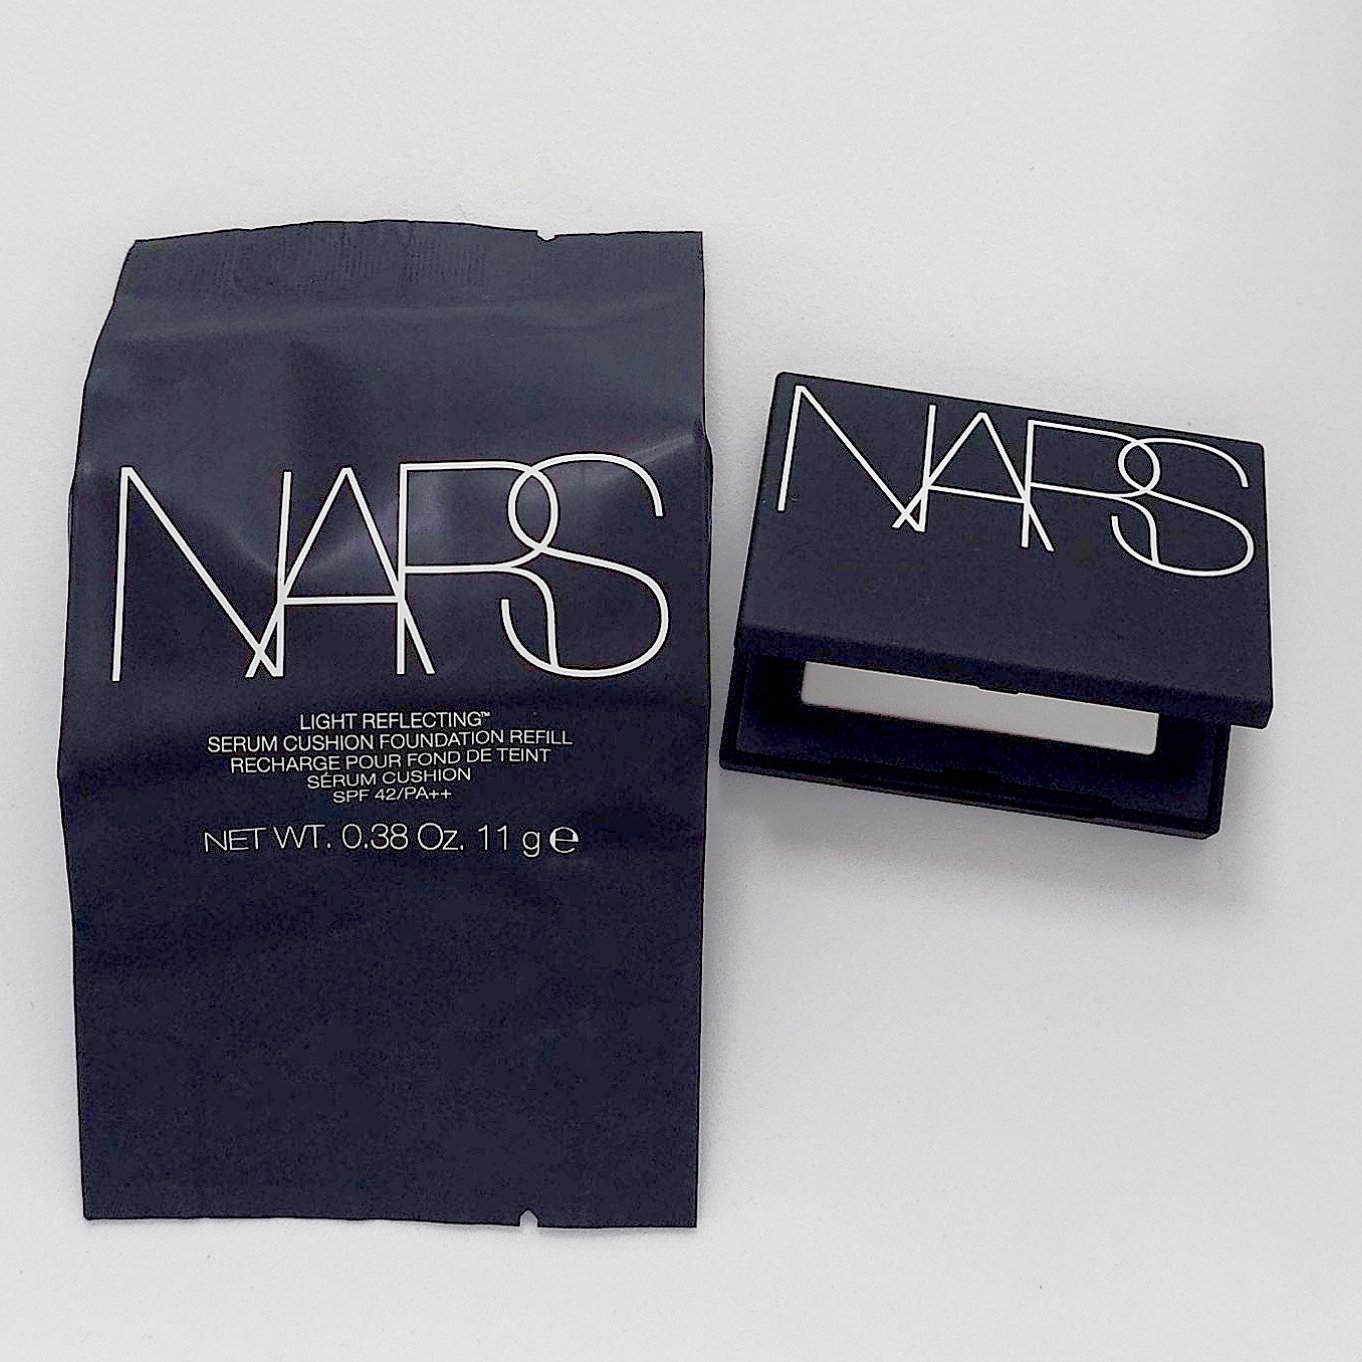 NARS
LIGHT REFLECTING™
SERUM CUSHION FOUNDATION REFILL
RECHARGE POUR FOND DE TEINT
SÉRUM CUSHION
SPF 42/PA++
NET WT. 0.38 Oz. 11 g ℮
NARS